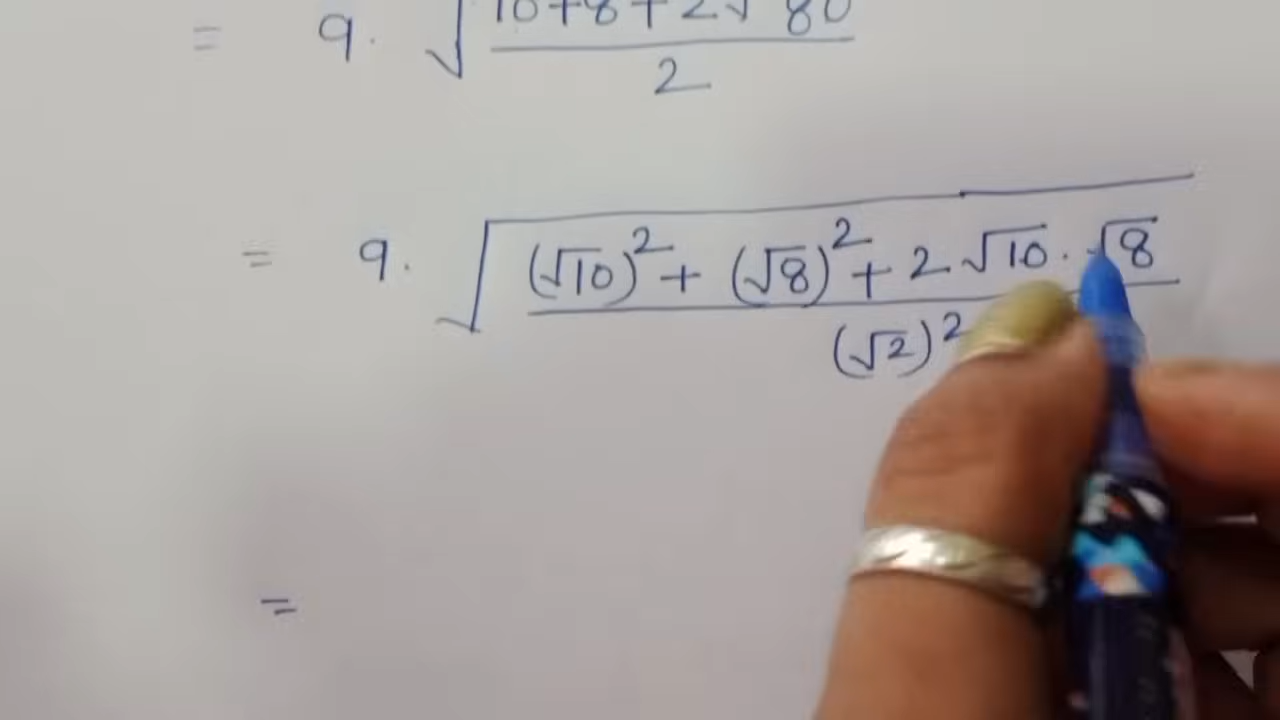 = 9. √(10+8+2√80)/2
= 9. √((√10)²+(√8)²+2√10.√8)/(√2)²
=